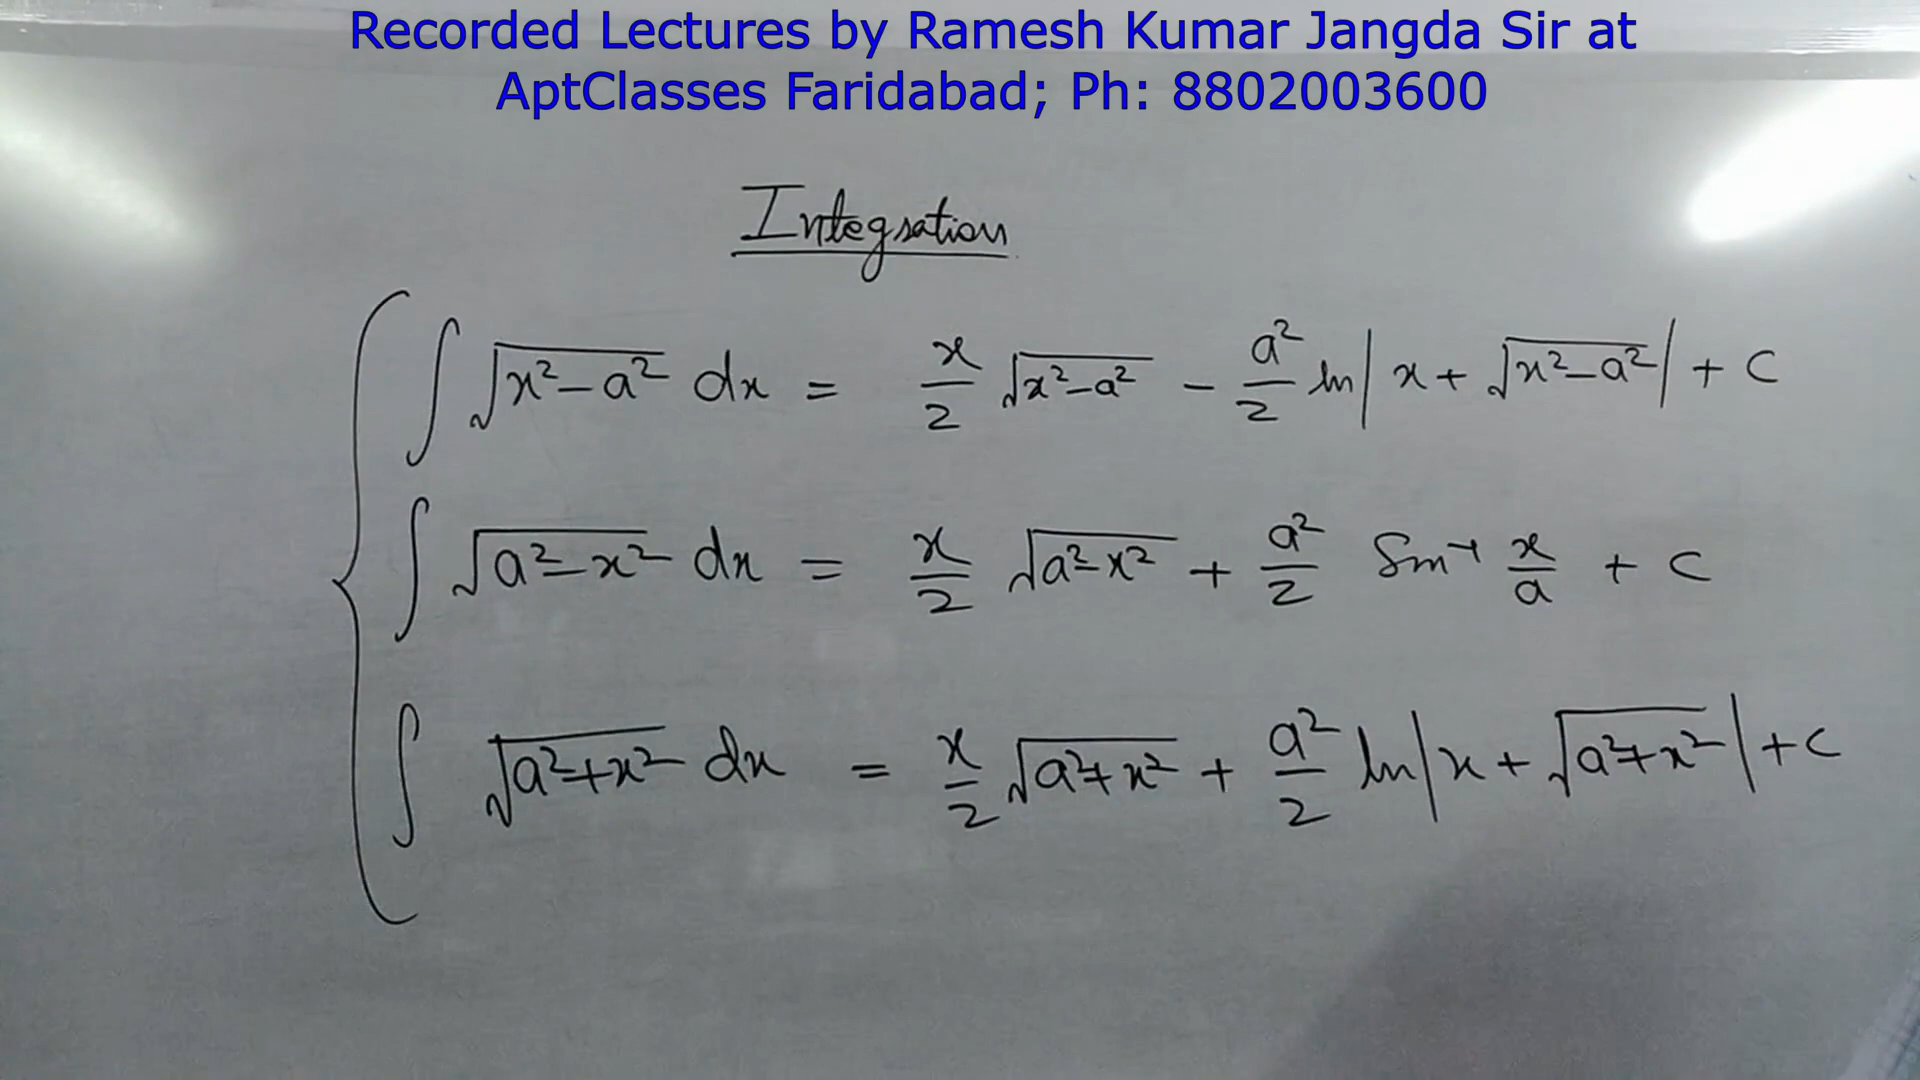 Recorded Lectures by Ramesh Kumar Jangda Sir at
AptClasses Faridabad; Ph: 8802003600
Integration
∫ √(x²-a²) dx = x/2 √(x²-a²) - a²/2 ln| x + √(x²-a²) | + c
∫ √(a²-x²) dx = x/2 √(a²-x²) + a²/2 Sin⁻¹ x/a + c
∫ √(a²+x²) dx = x/2 √(a²+x²) + a²/2 ln| x + √(a²+x²) | + c